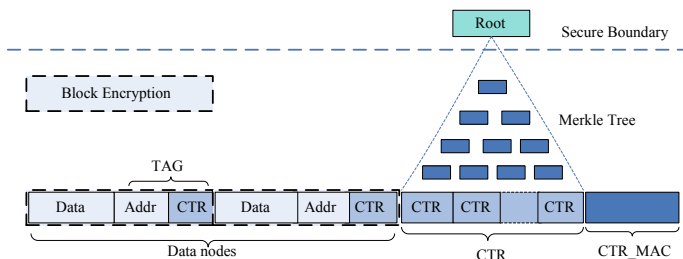 Root
Secure Boundary
Block Encryption
Merkle Tree
TAG
Data Addr CTR Data Addr CTR CTR CTR CTR
Data nodes
CTR
CTR_MAC